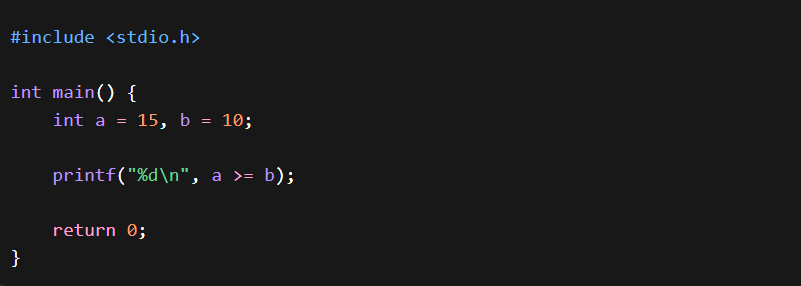 #include <stdio.h>
int main() {
    int a = 15, b = 10;
    printf("%d\n", a >= b);
    return 0;
}